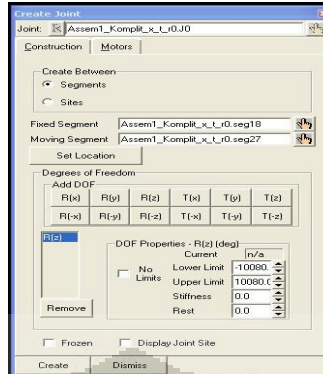 Create Joint
Joint: Assem1_Komplit_x_t_r0.J0
Construction Motors
Create Between
Segments
Sites
Fixed Segment Assem1_Komplit_x_t_r0.seg18
Moving Segment Assem1_Komplit_x_t_r0.seg27
Set Location
Degrees of Freedom
Add DOF
R(x) R(y) R(z) T(x) T(y) T(z)
R(-x) R(-y) R(-z) T(-x) T(-y) T(-z)
R(z)
DOF Properties - R(z) (deg)
Current n/a
No Limits
Lower Limit -10080.
Upper Limit 10080.0
Stiffness 0.0
Rest 0.0
Remove
Frozen Display Joint Site
Create Dismiss